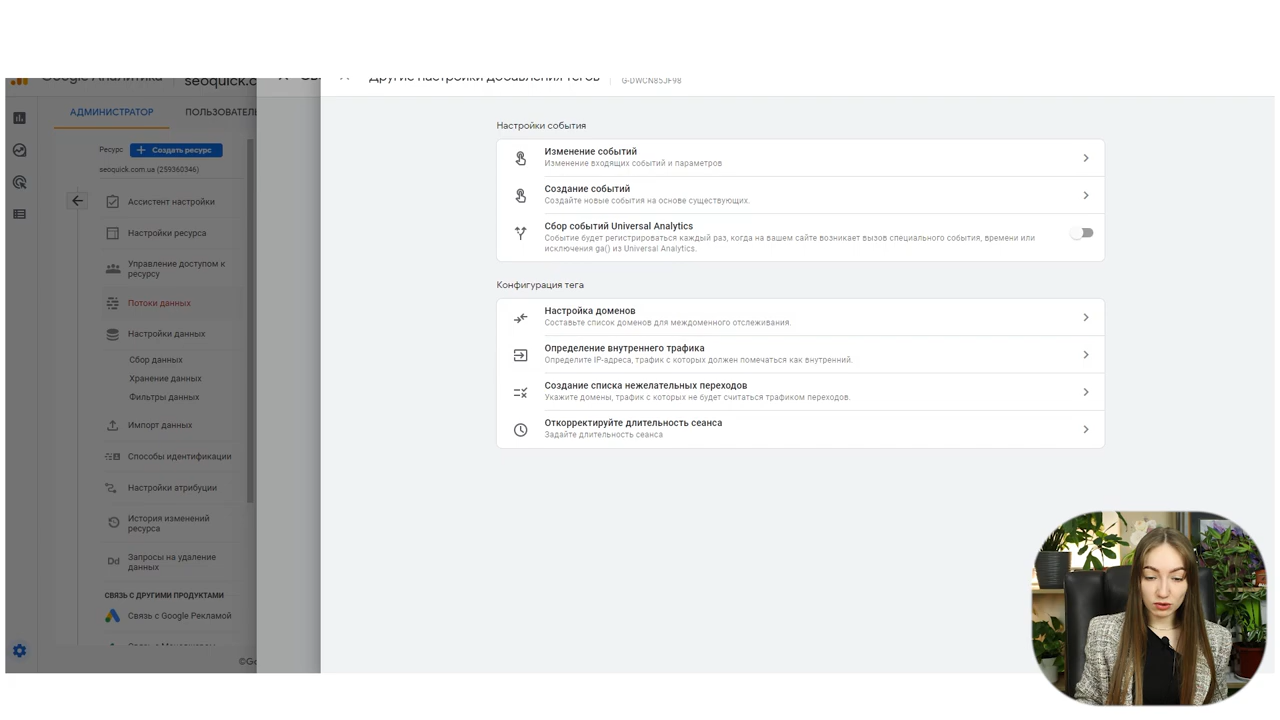 Google Аналитика
seoquick.c
Другие настройки добавления тегов
G-DWCN85JF98
АДМИНИСТРАТОР
ПОЛЬЗОВАТЕЛЬ
Ресурс
Создать ресурс
seoquick.com.ua (259360346)
Ассистент настройки
Настройки ресурса
Управление доступом к
ресурсу
Потоки данных
Настройки данных
Сбор данных
Хранение данных
Фильтры данных
Импорт данных
Способы идентификации
Настройки атрибуции
История изменений
ресурса
Dd
Запросы на удаление
данных
СВЯЗЬ С ДРУГИМИ ПРОДУКТАМИ
Связь с Google Рекламой
Настройки события
Изменение событий
Изменение входящих событий и параметров
Создание событий
Создайте новые события на основе существующих.
Сбор событий Universal Analytics
Событие будет регистрироваться каждый раз, когда на вашем сайте возникает вызов специального события, времени или
исключения ga() из Universal Analytics.
Конфигурация тега
Настройка доменов
Составьте список доменов для междоменного отслеживания.
Определение внутреннего трафика
Определите IP-адреса, трафик с которых должен помечаться как внутренний.
Создание списка нежелательных переходов
Укажите домены, трафик с которых не будет считаться трафиком переходов.
Откорректируйте длительность сеанса
Задайте длительность сеанса